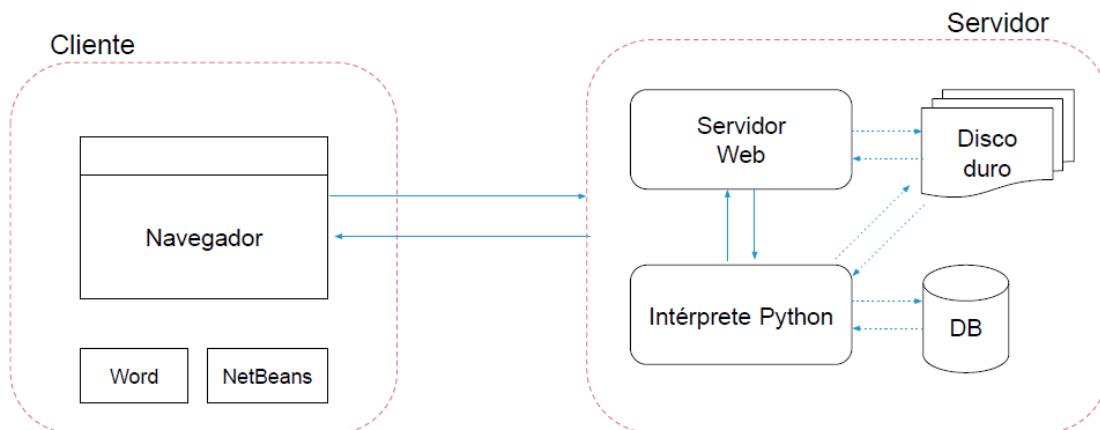 Cliente
Servidor
Navegador
Word
NetBeans
Servidor
Web
Disco
duro
Intérprete Python
DB